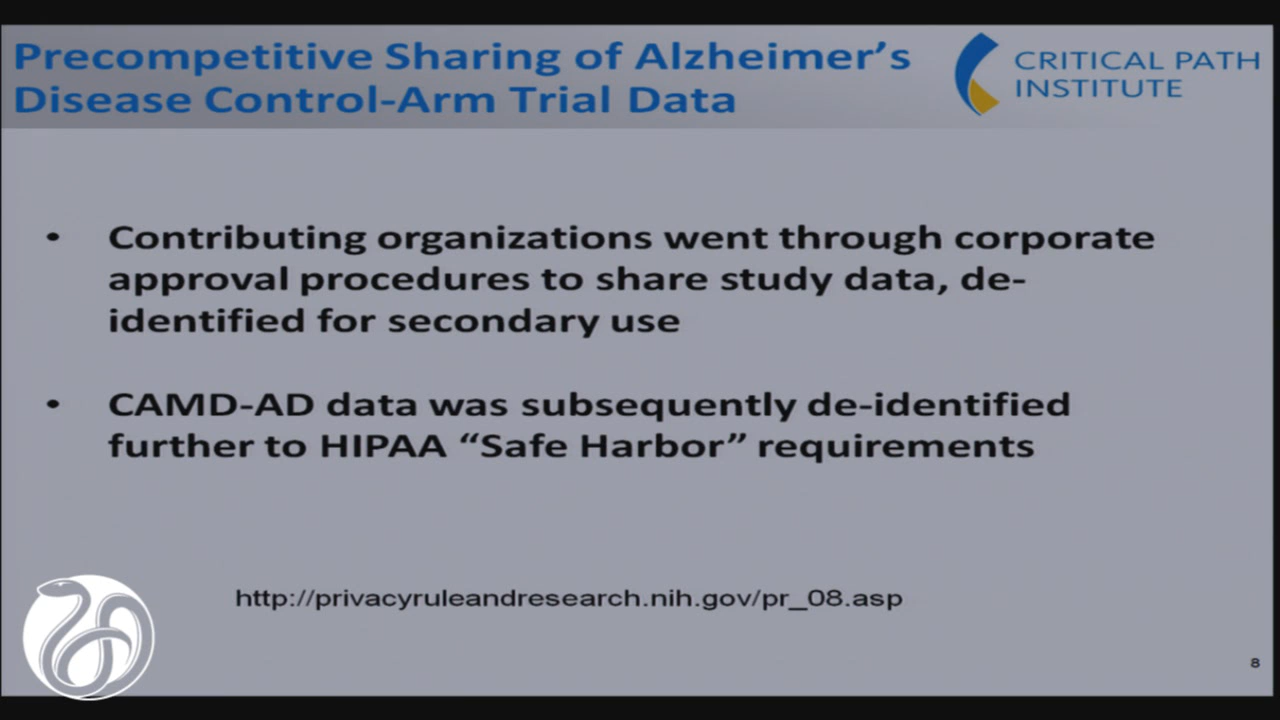 Precompetitive Sharing of Alzheimer's
Disease Control-Arm Trial Data
CRITICAL PATH
INSTITUTE
• Contributing organizations went through corporate
approval procedures to share study data, de-
identified for secondary use
• CAMD-AD data was subsequently de-identified
further to HIPAA “Safe Harbor” requirements
http://privacyruleandresearch.nih.gov/pr_08.asp
8